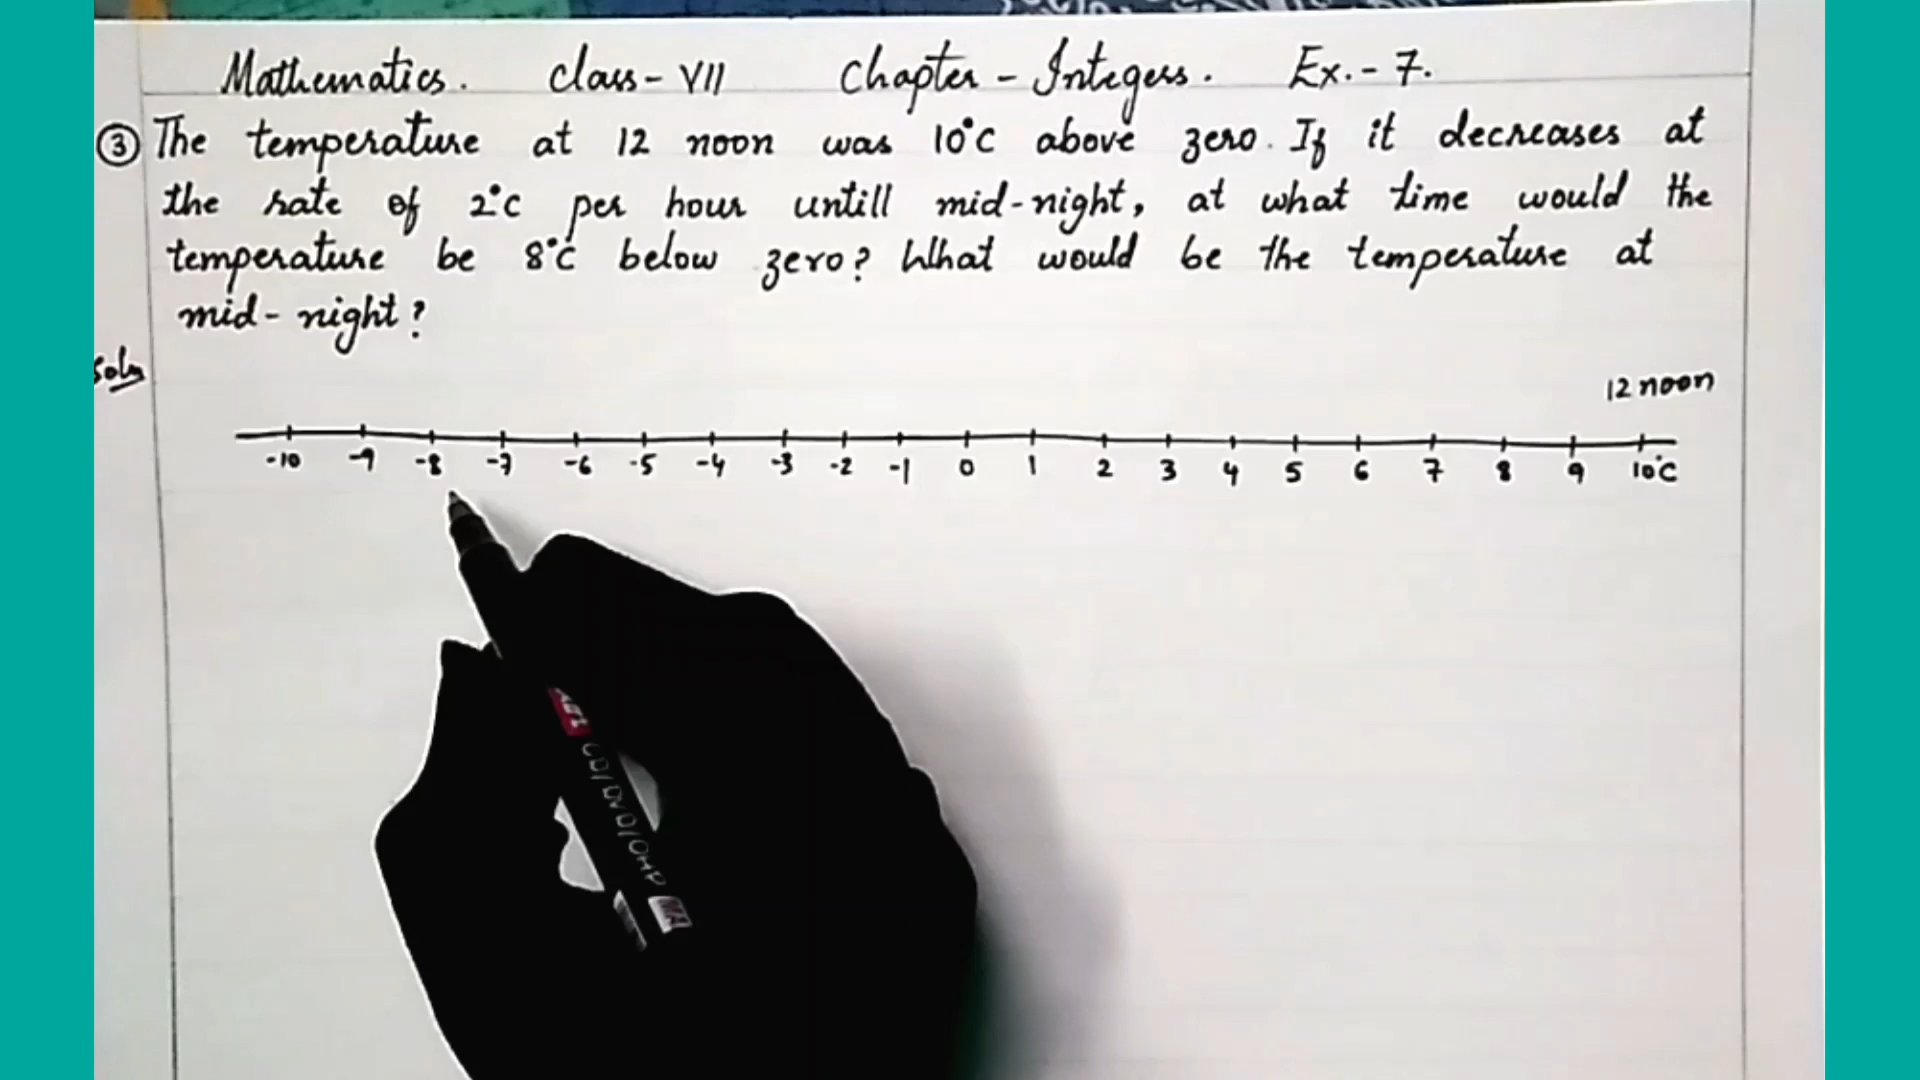 Mathematics. Class-VII Chapter - Integers. Ex.- 7.
③ The temperature at 12 noon was 10°C above zero. If it decreases at
the rate of 2°C per hour untill mid-night, at what time would the
temperature be 8°C below zero? What would be the temperature at
mid-night?
Soln
12 noon
-10 -9 -8 -7 -6 -5 -4 -3 -2 -1 0 1 2 3 4 5 6 7 8 9 10°C
CD/DVD/OHP